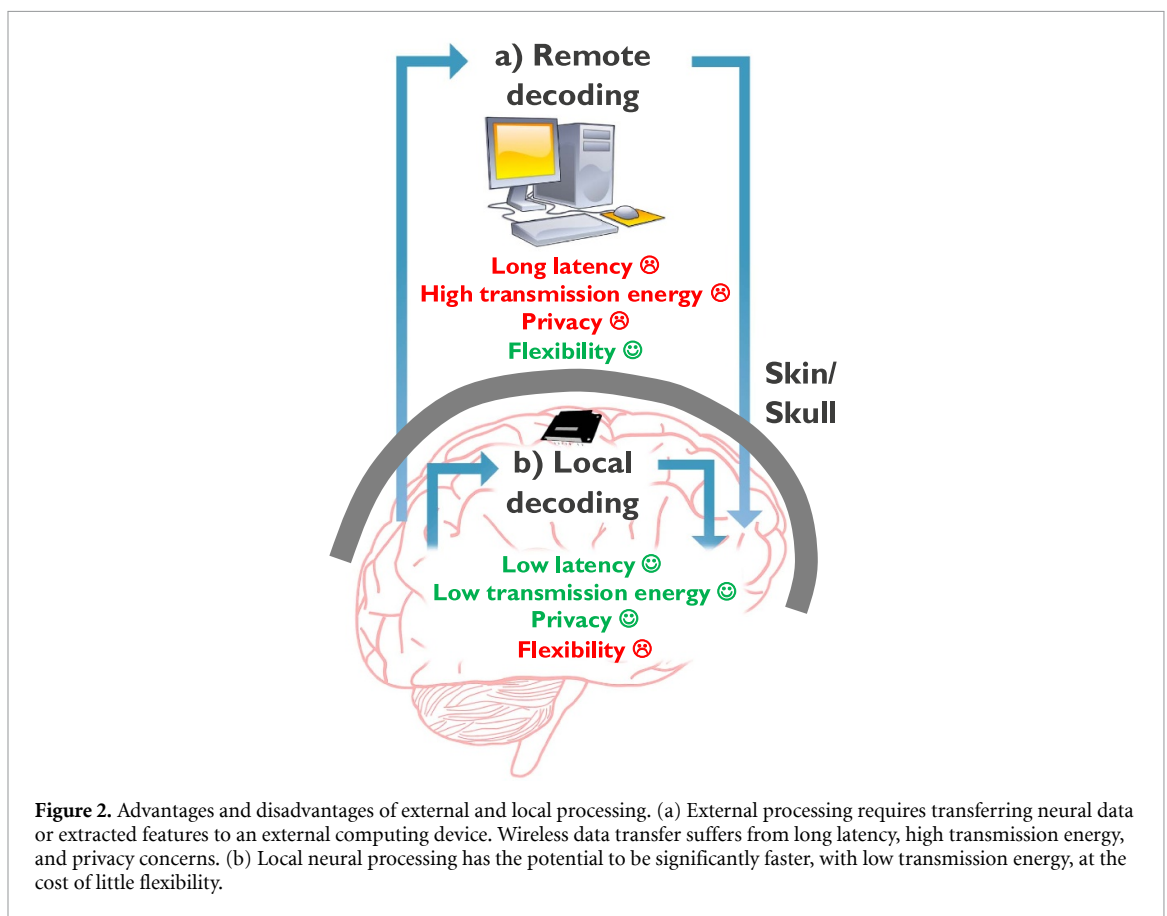 a) Remote
decoding
Long latency ☹
High transmission energy ☹
Privacy ☹
Flexibility ☺
Skin/
Skull
b) Local
decoding
Low latency ☺
Low transmission energy ☺
Privacy ☺
Flexibility ☹
Figure 2. Advantages and disadvantages of external and local processing. (a) External processing requires transferring neural data
or extracted features to an external computing device. Wireless data transfer suffers from long latency, high transmission energy,
and privacy concerns. (b) Local neural processing has the potential to be significantly faster, with low transmission energy, at the
cost of little flexibility.